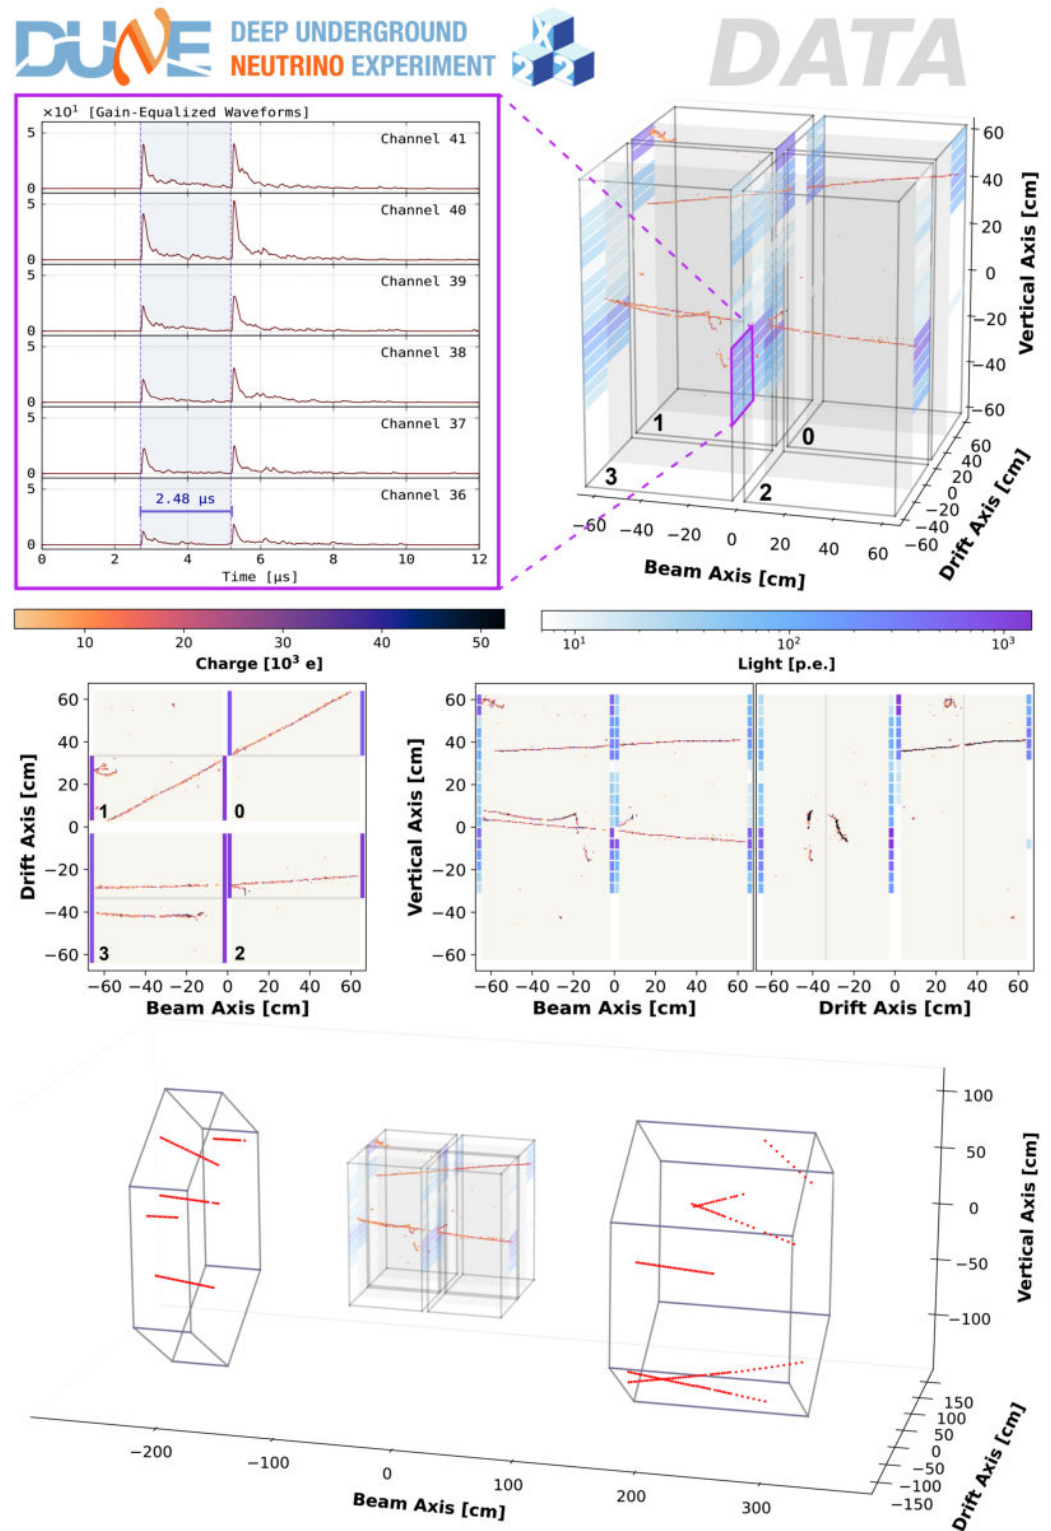 DUNE DEEP UNDERGROUND
NEUTRINO EXPERIMENT
X
2 2
DATA
×10¹ [Gain-Equalized Waveforms]
5
Channel 41
0
5
Channel 40
0
5
Channel 39
0
5
Channel 38
0
5
Channel 37
0
5
Channel 36
2.48 µs
0
0 2 4 6 8 10 12
Time [µs]
60
40
20
0
−20
−40
−60
Vertical Axis [cm]
1
0
3
2
60
40
20
0
−20
−40
−60
Drift Axis [cm]
−60 −40 −20 0 20 40 60
Beam Axis [cm]
10 20 30 40 50
Charge [10³ e]
10¹ 10² 10³
Light [p.e.]
60
40
20
0
−20
−40
−60
Drift Axis [cm]
1
0
3
2
−60 −40 −20 0 20 40 60
Beam Axis [cm]
60
40
20
0
−20
−40
−60
Vertical Axis [cm]
−60 −40 −20 0 20 40 60
Beam Axis [cm]
−60 −40 −20 0 20 40 60
Drift Axis [cm]
100
50
0
−50
−100
Vertical Axis [cm]
150
100
50
0
−50
−100
−150
Drift Axis [cm]
−200 −100 0 100 200 300
Beam Axis [cm]